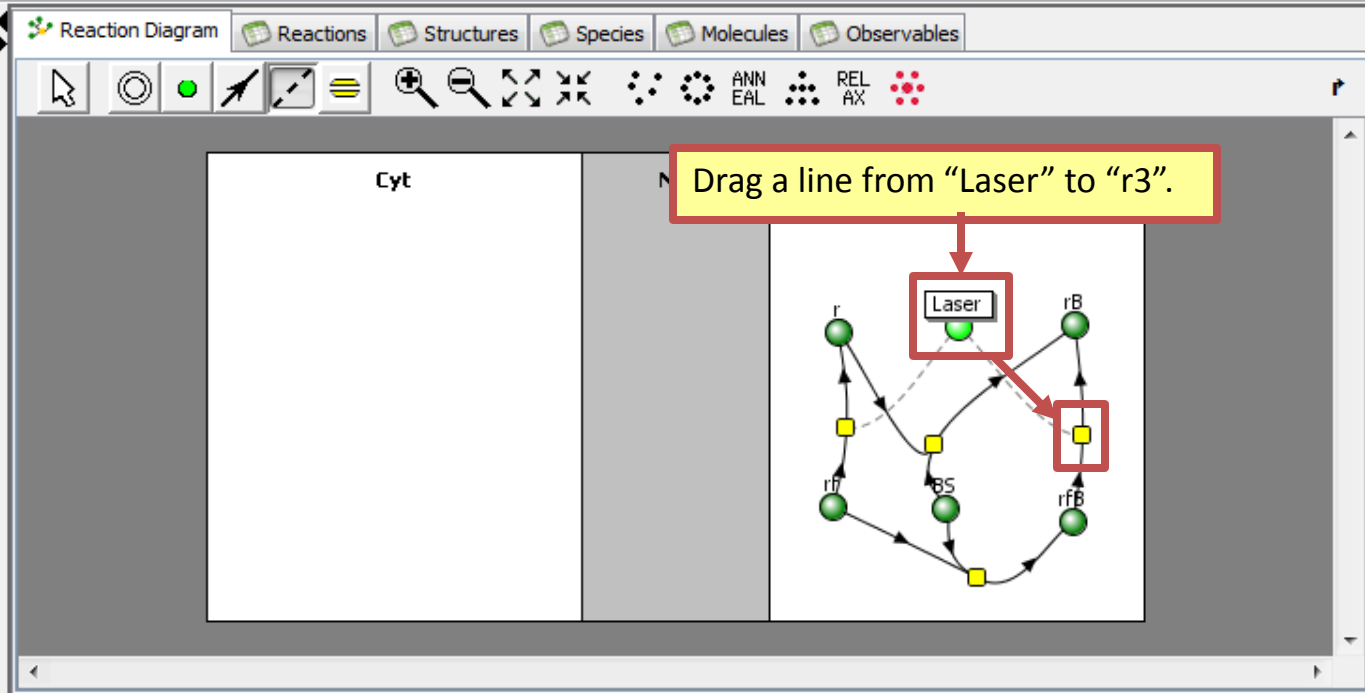 Reaction Diagram Reactions Structures Species Molecules Observables
ANN EAL REL AX
Cyt
Drag a line from “Laser” to “r3”.
r Laser rB
rf BS rfB